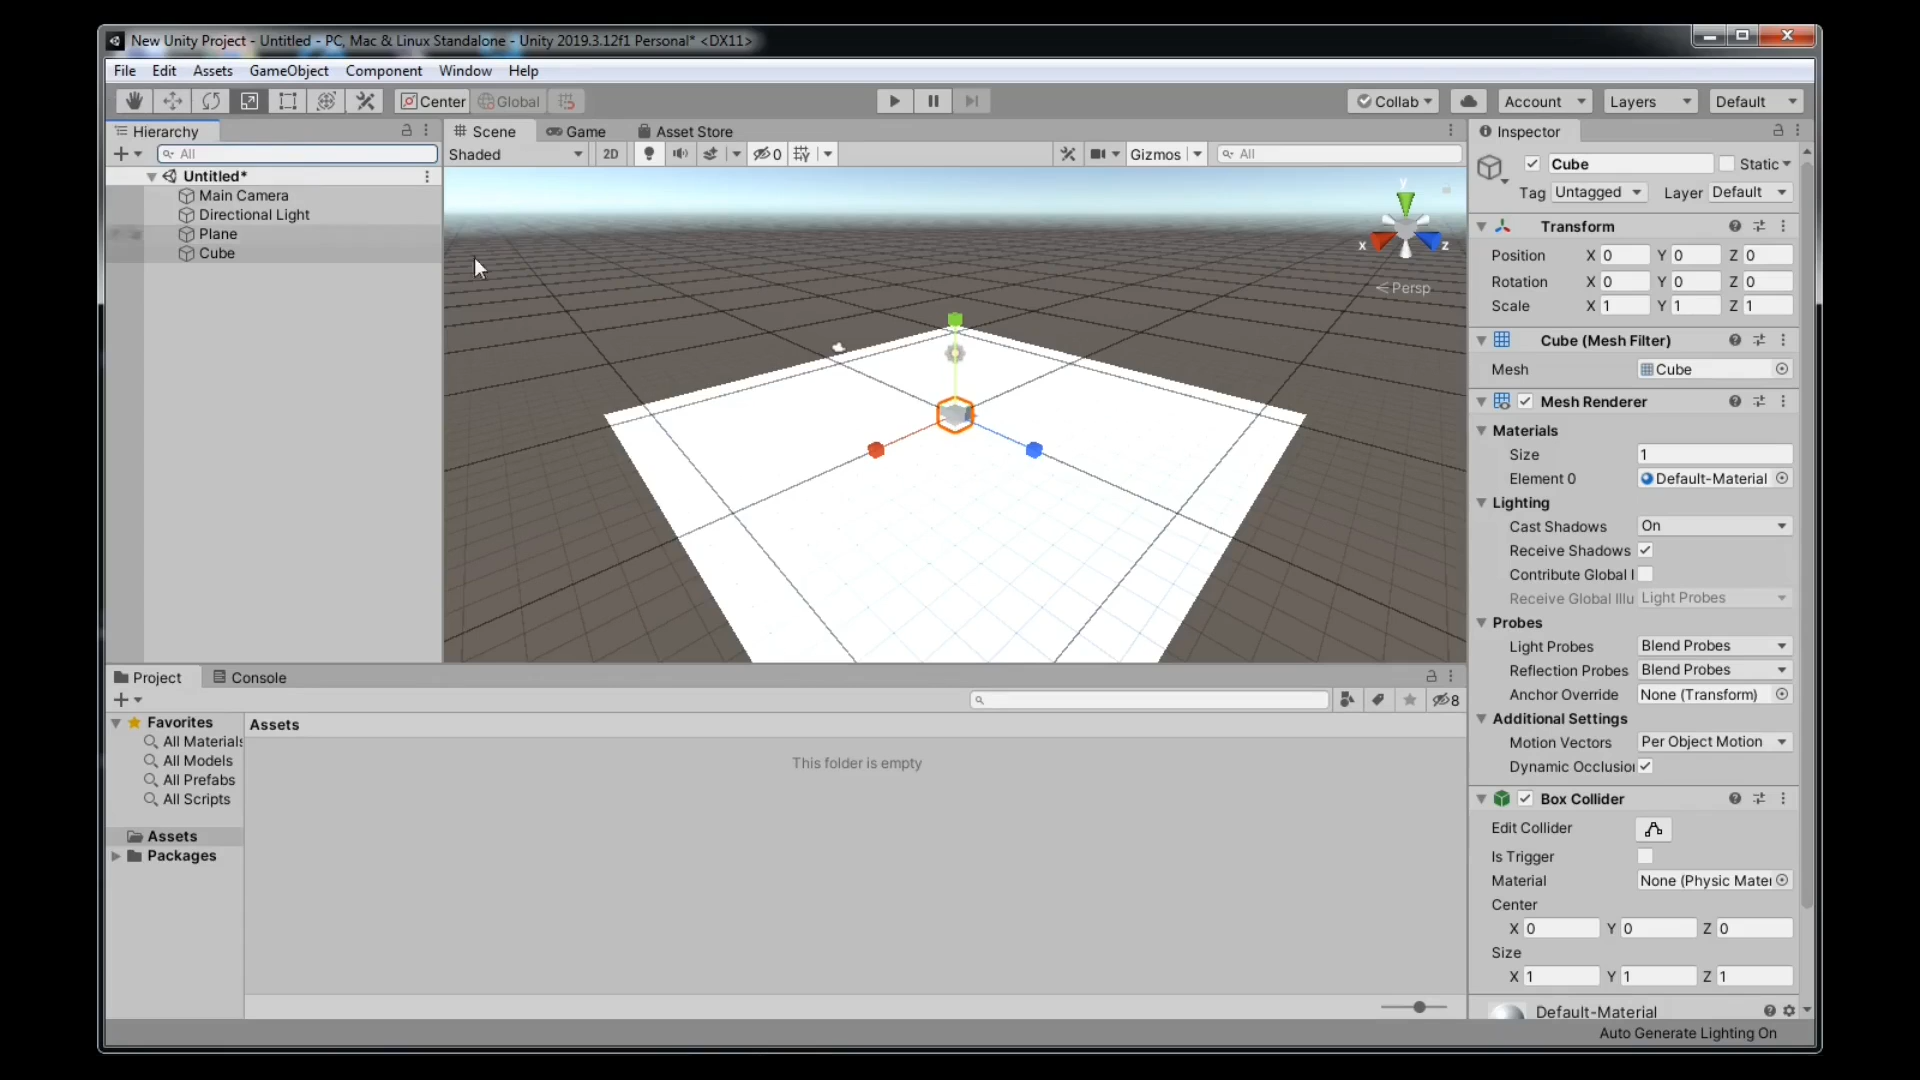 New Unity Project - Untitled - PC, Mac & Linux Standalone - Unity 2019.3.12f1 Personal* <DX11>
File Edit Assets GameObject Component Window Help
Center Global Collab Account Layers Default
Hierarchy
All
Untitled*
Main Camera
Directional Light
Plane
Cube
Scene Game Asset Store
Shaded 2D 0 Gizmos All
y
x z
Persp
Project Console
8
Favorites
All Materials
All Models
All Prefabs
All Scripts
Assets
Packages
Assets
This folder is empty
Inspector
Cube Static
Tag Untagged Layer Default
Transform
Position X 0 Y 0 Z 0
Rotation X 0 Y 0 Z 0
Scale X 1 Y 1 Z 1
Cube (Mesh Filter)
Mesh Cube
Mesh Renderer
Materials
Size 1
Element 0 Default-Material
Lighting
Cast Shadows On
Receive Shadows
Contribute Global I
Receive Global Illu Light Probes
Probes
Light Probes Blend Probes
Reflection Probes Blend Probes
Anchor Override None (Transform)
Additional Settings
Motion Vectors Per Object Motion
Dynamic Occlusion
Box Collider
Edit Collider
Is Trigger
Material None (Physic Mater
Center
X 0 Y 0 Z 0
Size
X 1 Y 1 Z 1
Default-Material
Auto Generate Lighting On